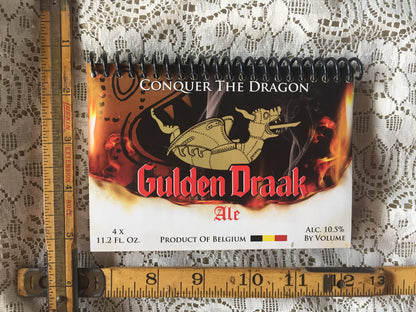 CONQUER THE DRAGON
Gulden Draak
Ale
4 X
11.2 FL. OZ.
PRODUCT OF BELGIUM
ALC. 10.5%
BY VOLUME
8 9 10 11 12 13